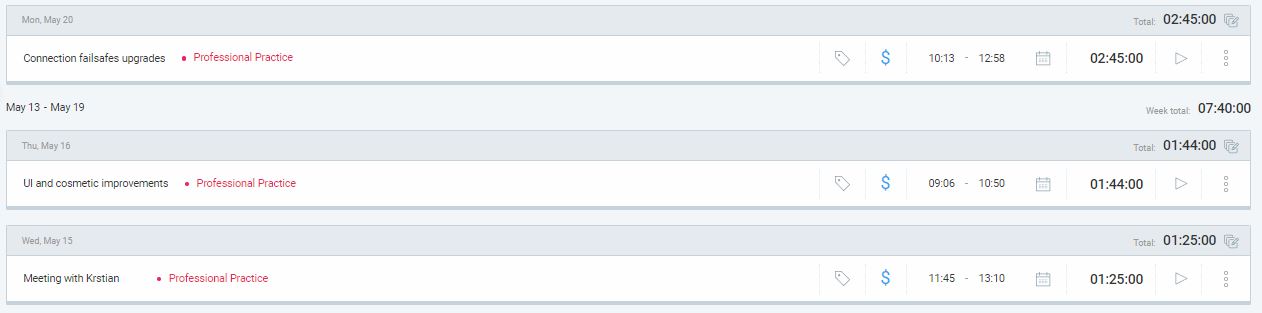 Mon, May 20 Total: 02:45:00
Connection failsafes upgrades • Professional Practice $ 10:13 - 12:58 02:45:00
May 13 - May 19 Week total: 07:40:00
Thu, May 16 Total: 01:44:00
UI and cosmetic improvements • Professional Practice $ 09:06 - 10:50 01:44:00
Wed, May 15 Total: 01:25:00
Meeting with Krstian • Professional Practice $ 11:45 - 13:10 01:25:00